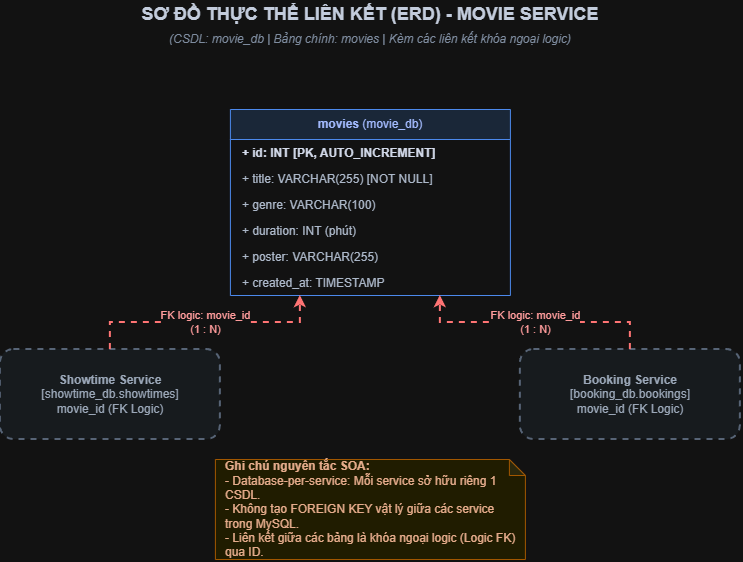 SƠ ĐỒ THỰC THỂ LIÊN KẾT (ERD) - MOVIE SERVICE
(CSDL: movie_db | Bảng chính: movies | Kèm các liên kết khóa ngoại logic)
movies (movie_db)
+ id: INT [PK, AUTO_INCREMENT]
+ title: VARCHAR(255) [NOT NULL]
+ genre: VARCHAR(100)
+ duration: INT (phút)
+ poster: VARCHAR(255)
+ created_at: TIMESTAMP
FK logic: movie_id
(1 : N)
FK logic: movie_id
(1 : N)
Showtime Service
[showtime_db.showtimes]
movie_id (FK Logic)
Booking Service
[booking_db.bookings]
movie_id (FK Logic)
Ghi chú nguyên tắc SOA:
- Database-per-service: Mỗi service sở hữu riêng 1
CSDL.
- Không tạo FOREIGN KEY vật lý giữa các service
trong MySQL.
- Liên kết giữa các bảng là khóa ngoại logic (Logic FK)
qua ID.